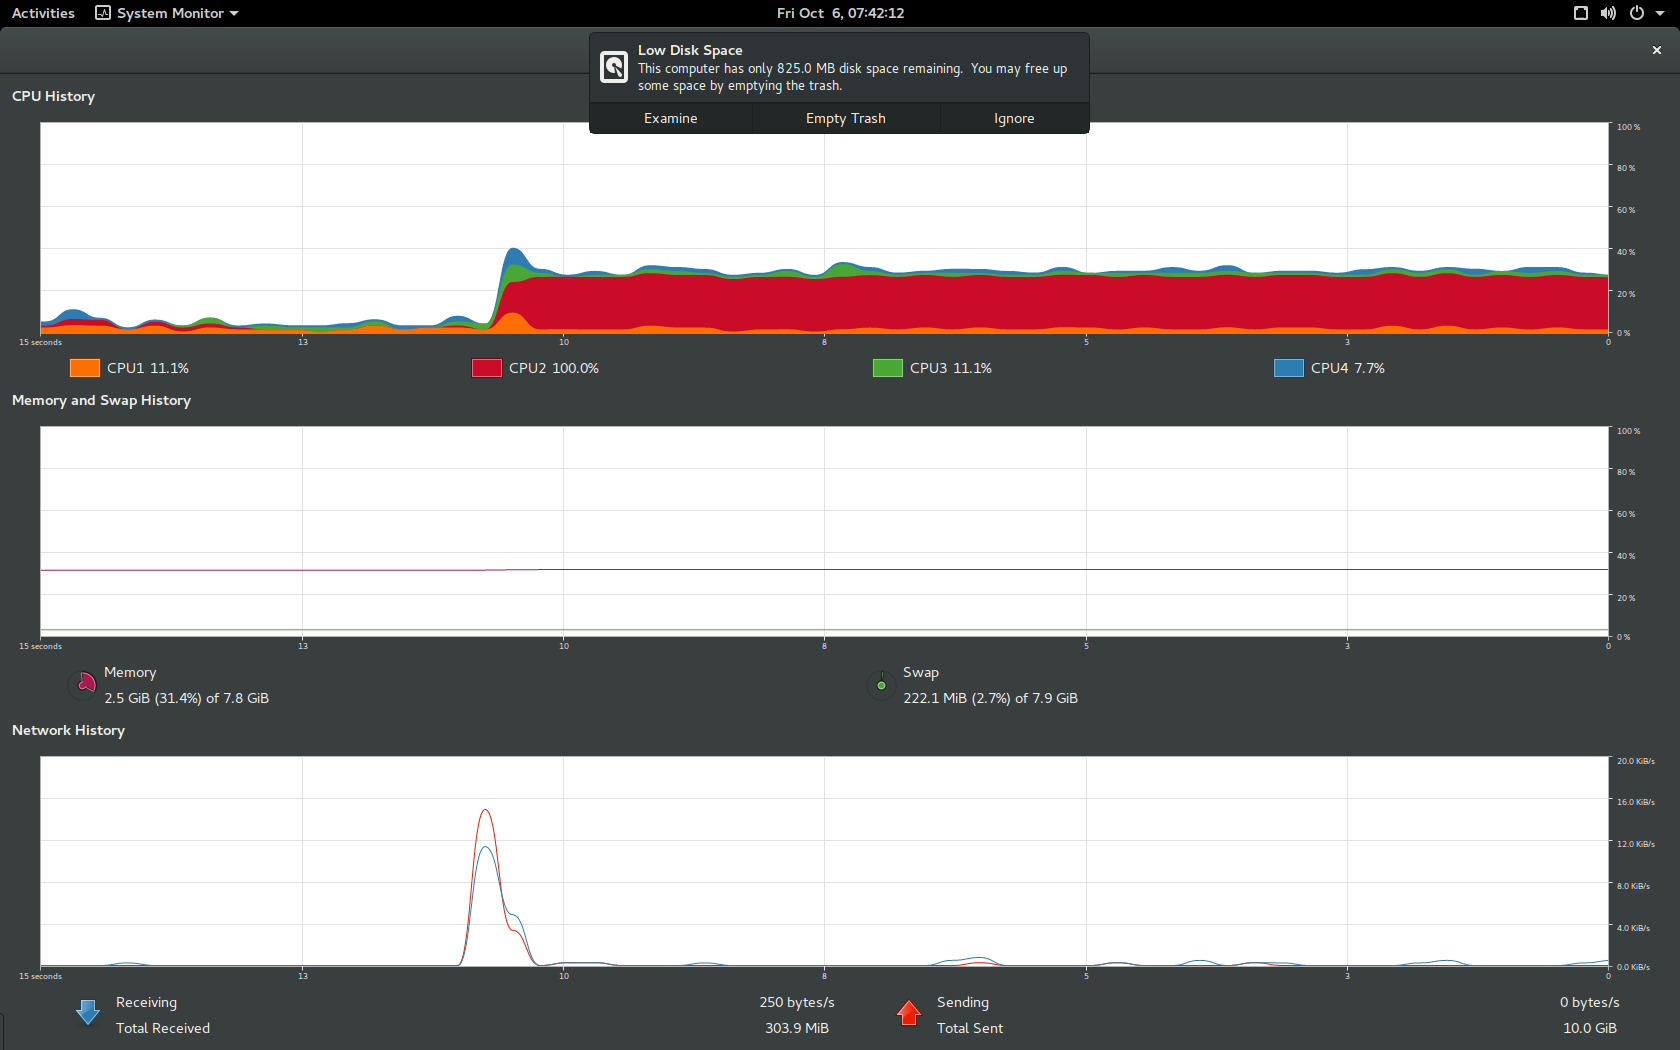 Activities System Monitor Fri Oct 6, 07:42:12
Low Disk Space
This computer has only 825.0 MB disk space remaining. You may free up
some space by emptying the trash.
Examine Empty Trash Ignore
CPU History
100 %
80 %
60 %
40 %
20 %
0 %
15 seconds 13 10 8 5 3 0
CPU1 11.1% CPU2 100.0% CPU3 11.1% CPU4 7.7%
Memory and Swap History
100 %
80 %
60 %
40 %
20 %
0 %
15 seconds 13 10 8 5 3 0
Memory Swap
2.5 GiB (31.4%) of 7.8 GiB 222.1 MiB (2.7%) of 7.9 GiB
Network History
20.0 KiB/s
16.0 KiB/s
12.0 KiB/s
8.0 KiB/s
4.0 KiB/s
0.0 KiB/s
15 seconds 13 10 8 5 3 0
Receiving 250 bytes/s Sending 0 bytes/s
Total Received 303.9 MiB Total Sent 10.0 GiB